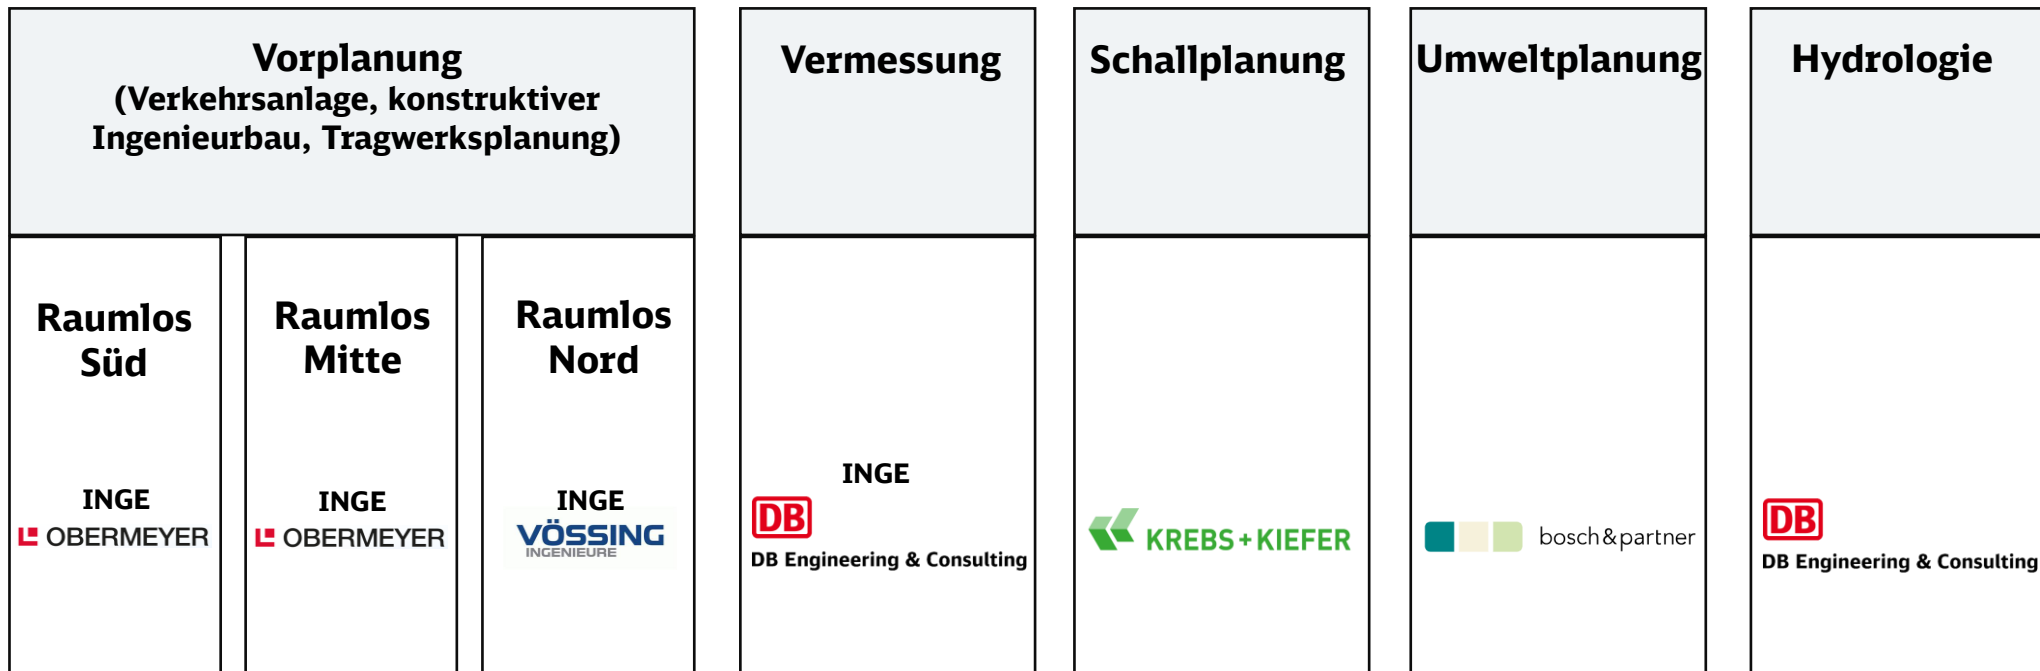 Vorplanung
(Verkehrsanlage, konstruktiver
Ingenieurbau, Tragwerksplanung)
Vermessung
Schallplanung
Umweltplanung
Hydrologie
Raumlos
Süd
INGE
OBERMEYER
Raumlos
Mitte
INGE
OBERMEYER
Raumlos
Nord
INGE
VÖSSING
INGENIEURE
INGE
DB
DB Engineering & Consulting
KREBS+KIEFER
bosch&partner
DB
DB Engineering & Consulting